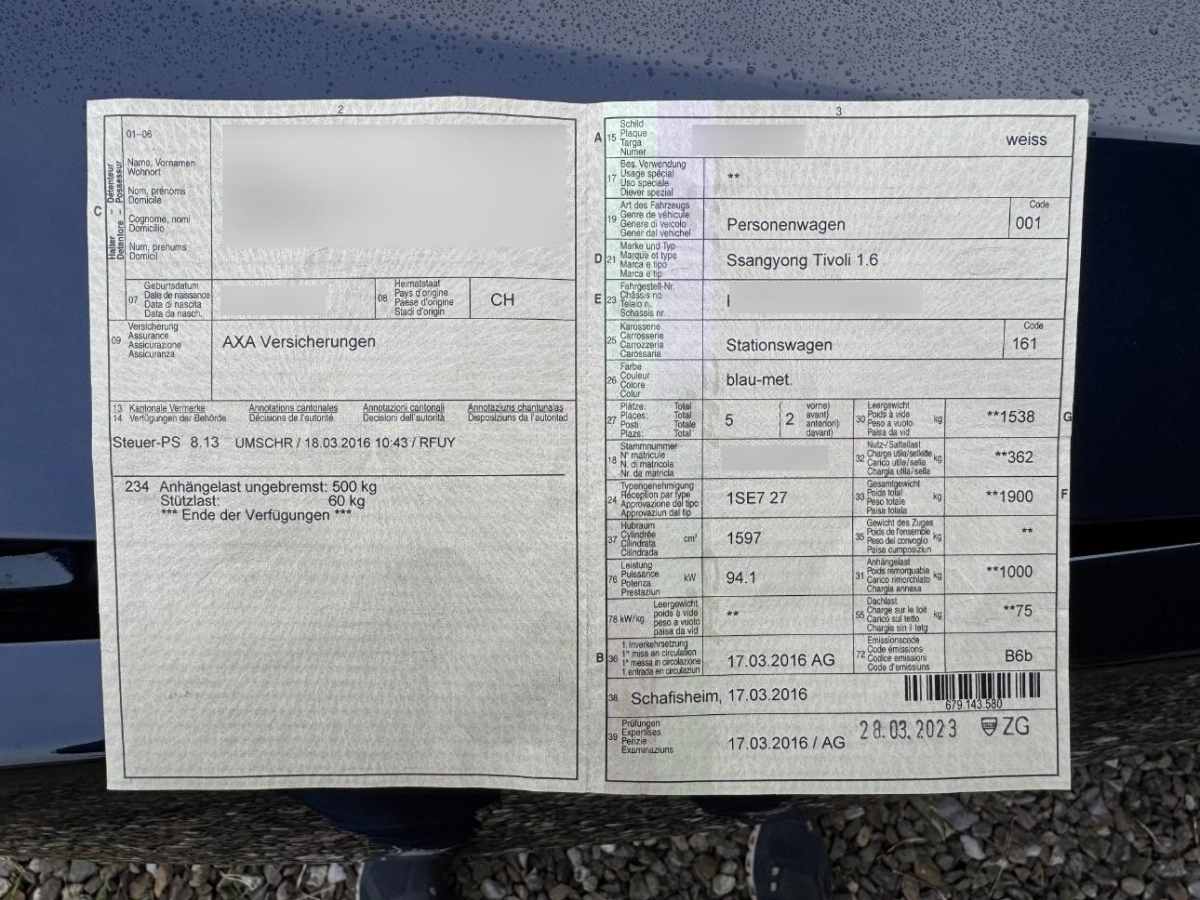 2
01-06
C
Halter - Détenteur
Detentore - Possessur
Name, Vornamen
Wohnort
Nom, prénoms
Domicile
Cognome, nomi
Domicilio
Num, prenums
Domicil
07
Geburtsdatum
Date de naissance
Data di nascita
Data da nasch.
08
Heimatstaat
Pays d'origine
Paese d'origine
Stadi d'origin
CH
09
Versicherung
Assurance
Assicurazione
Assicuranza
AXA Versicherungen
13 Kantonale Vermerke Annotations cantonales Annotazioni cantonali Annotaziuns chantunalas
14 Verfügungen der Behörde Décisions de l'autorité Decisioni dell'autorità Disposiziuns da l'autoritad
Steuer-PS 8.13 UMSCHR / 18.03.2016 10:43 / RFUY
234 Anhängelast ungebremst: 500 kg
Stützlast: 60 kg
*** Ende der Verfügungen ***
3
A 15
Schild
Plaque
Targa
Numer
weiss
17
Bes. Verwendung
Usage spécial
Uso speciale
Diever spezial
**
19
Art des Fahrzeugs
Genre de véhicule
Genere di veicolo
Gener dal vehichel
Personenwagen
Code
001
D 21
Marke und Typ
Marque et type
Marca e tipo
Marca e tip
Ssangyong Tivoli 1.6
E 23
Fahrgestell-Nr.
Châssis no
Telaio n.
Schassis nr.
25
Karosserie
Carrosserie
Carrozzeria
Carossaria
Stationswagen
Code
161
26
Farbe
Couleur
Colore
Colur
blau-met.
27
Plätze: Total
Places: Total
Posti: Totale
Plazs: Total
5
( vorne)
2 avant)
anteriori)
davant)
30
Leergewicht
Poids à vide
Peso a vuoto
Paisa da vid
kg
**1538
G
18
Stammnummer
N° matricule
N. di matricola
Nr. da matricla
32
Nutz-/Sattellast
Charge utile/sellette
Carico utile/sella
Chargia utila/sella
kg
**362
24
Typengenehmigung
Réception par type
Approvazione del tipo
Approvaziun dal tip
1SE7 27
33
Gesamtgewicht
Poids total
Peso totale
Paisa totala
kg
**1900
F
37
Hubraum
Cylindrée
Cilindrata
Cilindrada
cm³
1597
35
Gewicht des Zuges
Poids de l'ensemble
Peso del convoglio
Paisa cumposiziun
kg
**
76
Leistung
Puissance
Potenza
Prestaziun
kW
94.1
31
Anhängelast
Poids remorquable
Carico rimorchiato
Chargia annexa
kg
**1000
78 kW/kg
Leergewicht
poids à vide
peso a vuoto
paisa da vid
**
55
Dachlast
Charge sur le toit
Carico sul tetto
Chargia sin il tetg
kg
**75
B 36
1. Inverkehrsetzung
1re mise en circulation
1a messa in circolazione
1. entrada en circulaziun
17.03.2016 AG
72
Emissionscode
Code émissions
Codice emissioni
Code d'emissiuns
B6b
38
Schafisheim, 17.03.2016
679.143.580
39
Prüfungen
Expertises
Perizie
Examinaziuns
17.03.2016 / AG
28.03.2023 ZG